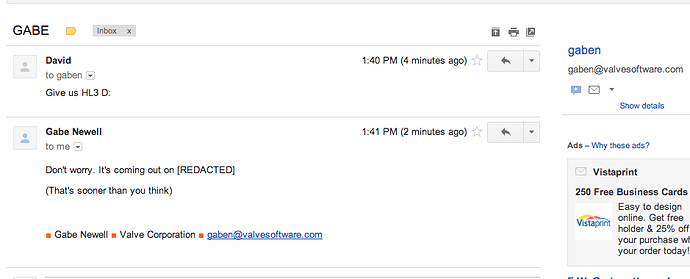 GABE
Inbox x
David
1:40 PM (4 minutes ago)
to gaben
Give us HL3 D:
Gabe Newell
1:41 PM (2 minutes ago)
to me
Don't worry. It's coming out on [REDACTED]
(That's sooner than you think)
Gabe Newell ■ Valve Corporation ■ gaben@valvesoftware.com
gaben
gaben@valvesoftware.com
Show details
Ads – Why these ads?
Vistaprint
250 Free Business Cards
Vistaprint
Easy to design
online. Get free
holder & 25% off
your purchase wh
your order today!